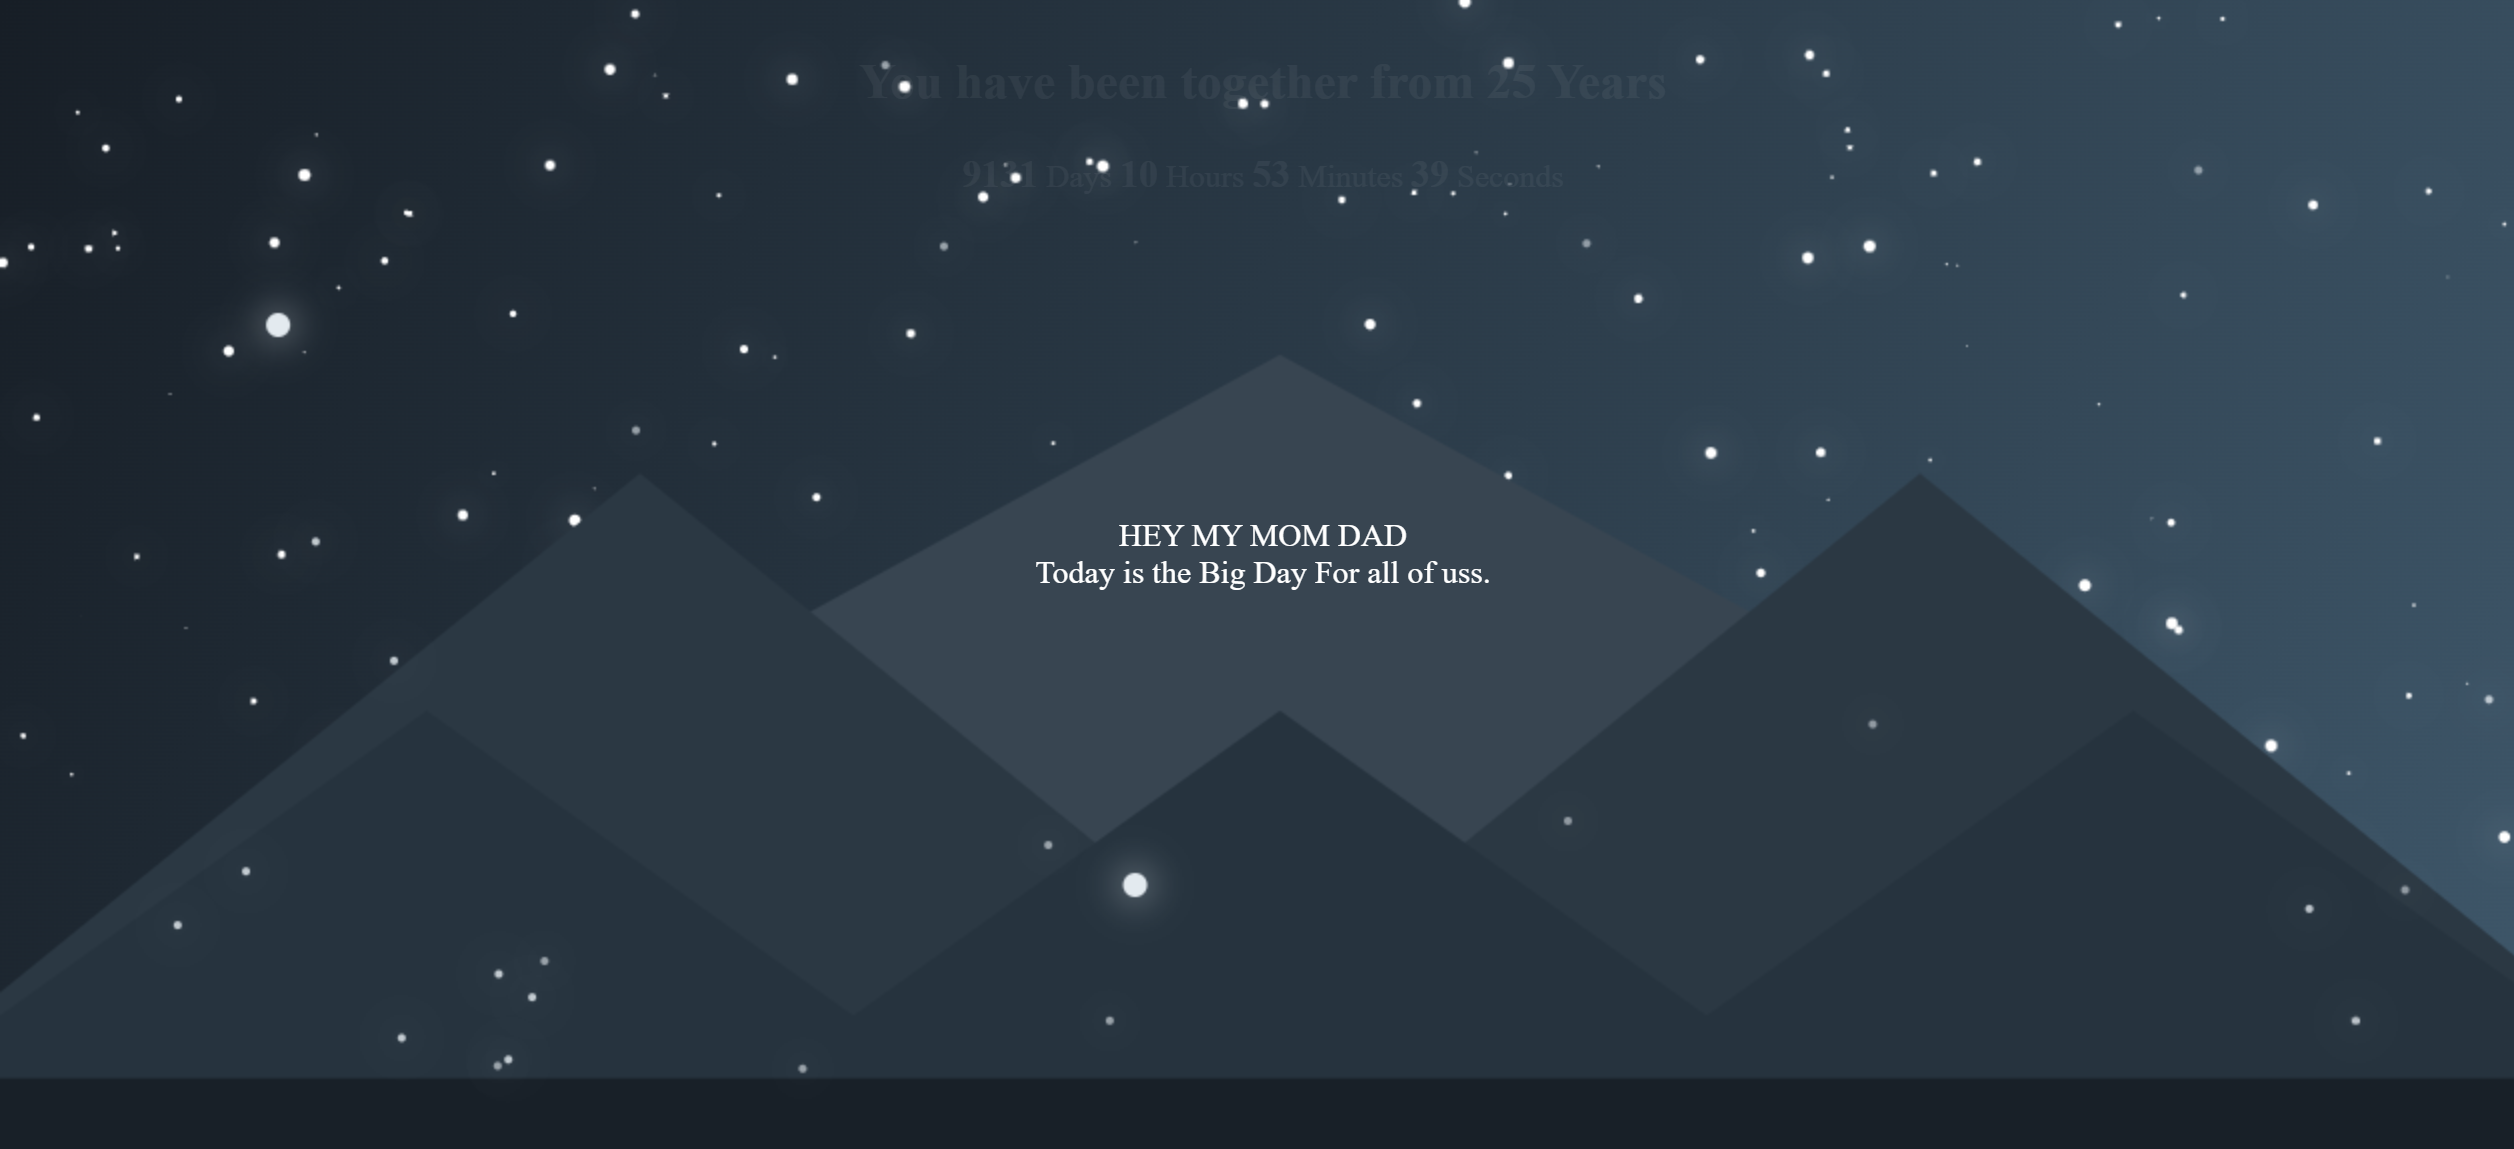 You have been together from 25 Years
9131 Days 10 Hours 53 Minutes 39 Seconds
HEY MY MOM DAD
Today is the Big Day For all of uss.